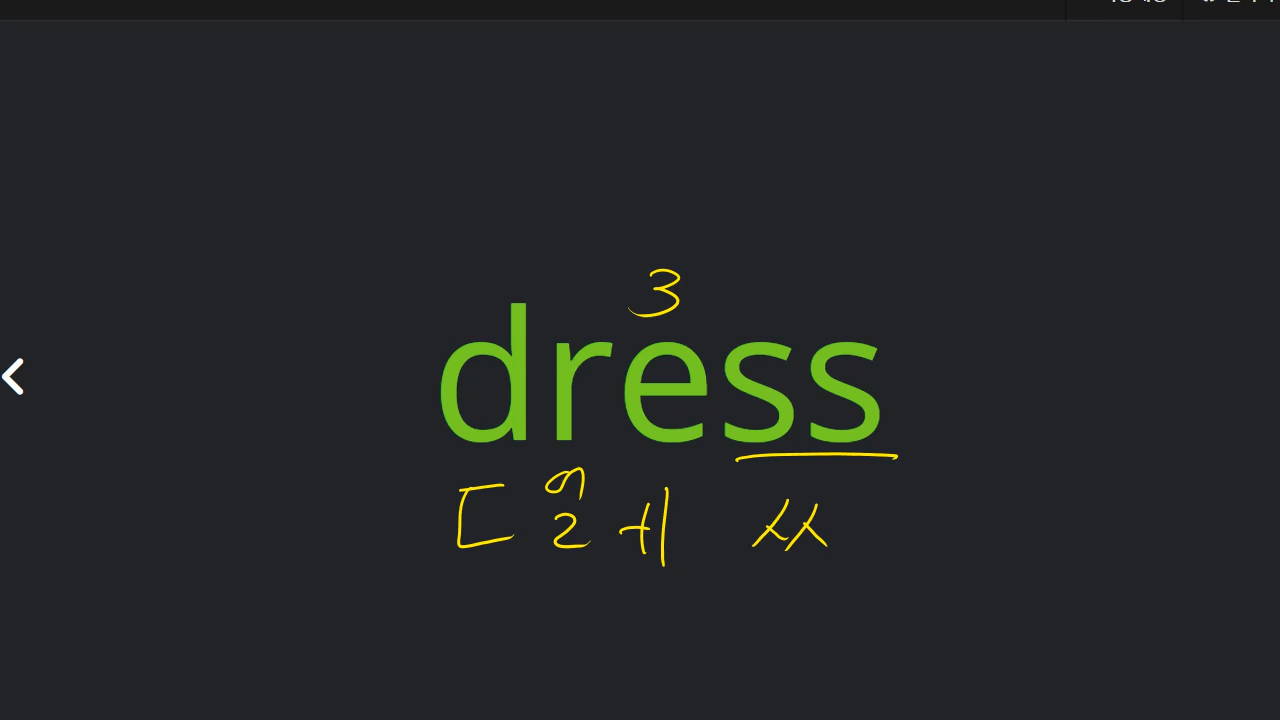 3
dress
ㄷ ㄹ ㅔ ㅆ